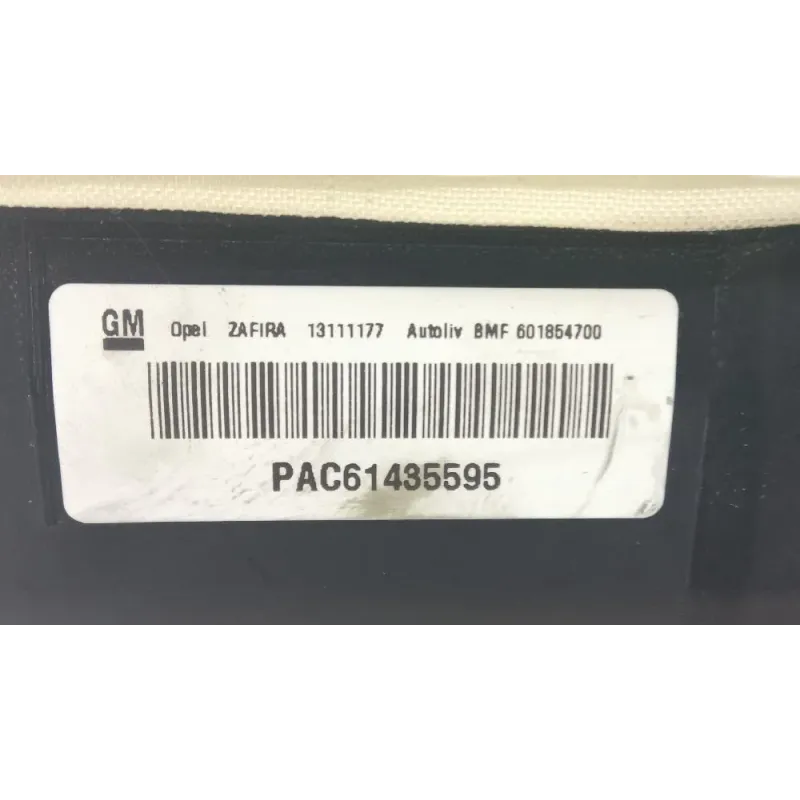 GM Opel ZAFIRA 13111177 Autoliv BMF 601854700
PAC61435595